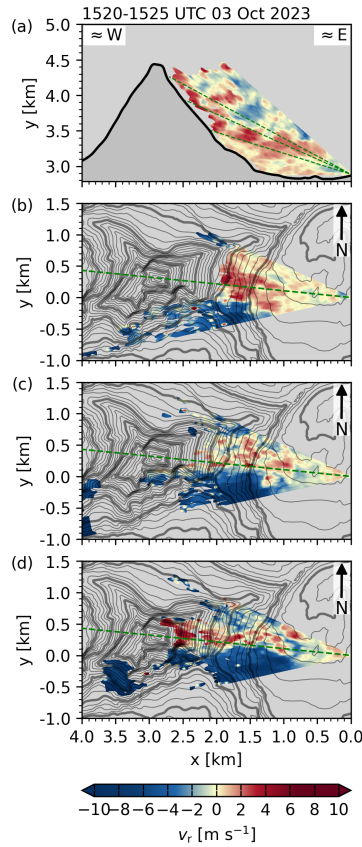 1520-1525 UTC 03 Oct 2023
(a)
≈W
≈E
5.0
4.5
4.0
3.5
3.0
y [km]
(b)
N
1.5
1.0
0.5
0.0
-0.5
-1.0
y [km]
(c)
N
1.5
1.0
0.5
0.0
-0.5
-1.0
y [km]
(d)
N
1.5
1.0
0.5
0.0
-0.5
-1.0
y [km]
4.0 3.5 3.0 2.5 2.0 1.5 1.0 0.5 0.0
x [km]
−10 −8 −6 −4 −2 0 2 4 6 8 10
vr [m s⁻¹]